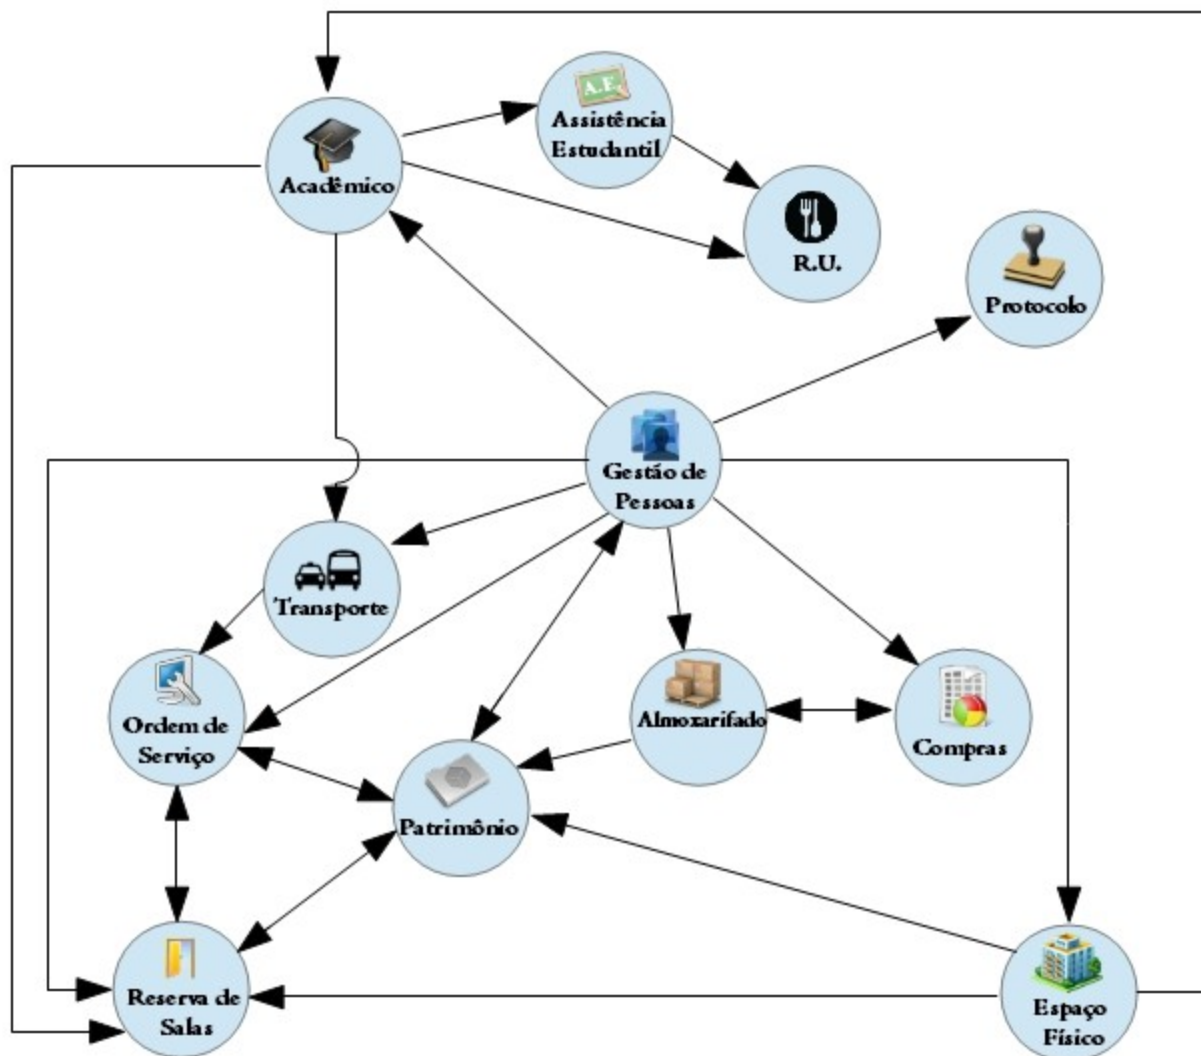 A.E.
Assistência
Estudantil
Acadêmico
R.U.
Protocolo
Gestão de
Pessoas
Transporte
Ordem de
Serviço
Almoxarifado
Compras
Patrimônio
Reserva de
Salas
Espaço
Físico